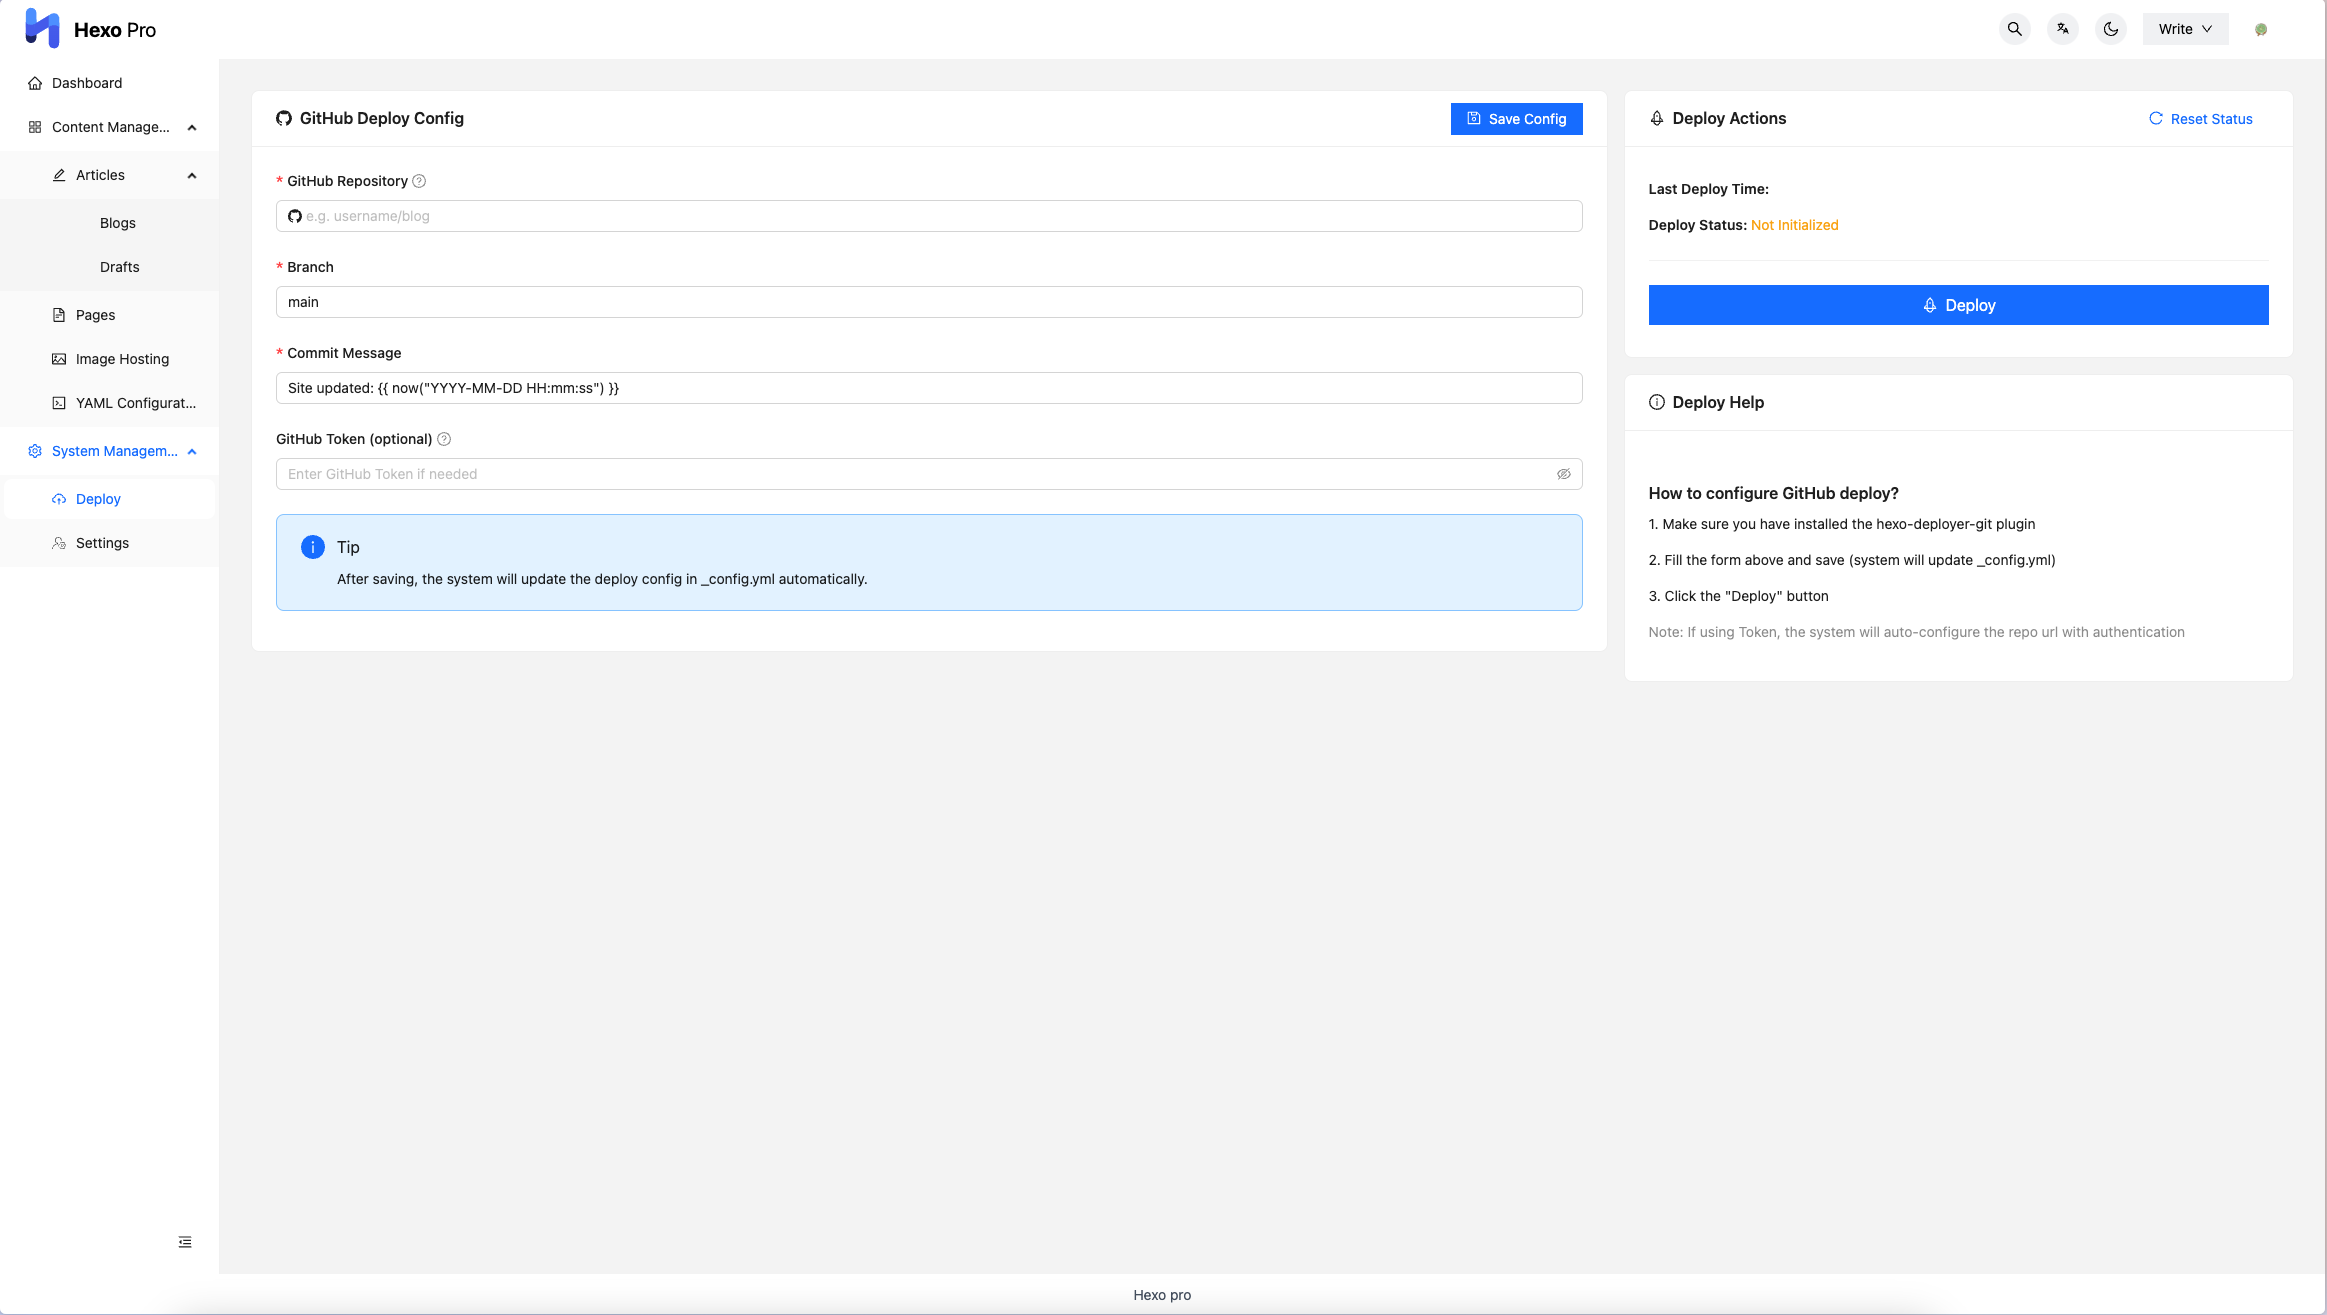 Hexo Pro
Write
Dashboard
Content Manage...
Articles
Blogs
Drafts
Pages
Image Hosting
YAML Configurat...
System Managem...
Deploy
Settings
GitHub Deploy Config
Save Config
* GitHub Repository
e.g. username/blog
* Branch
main
* Commit Message
Site updated: {{ now("YYYY-MM-DD HH:mm:ss") }}
GitHub Token (optional)
Enter GitHub Token if needed
Tip
After saving, the system will update the deploy config in _config.yml automatically.
Deploy Actions
Reset Status
Last Deploy Time:
Deploy Status: Not Initialized
Deploy
Deploy Help
How to configure GitHub deploy?
1. Make sure you have installed the hexo-deployer-git plugin
2. Fill the form above and save (system will update _config.yml)
3. Click the "Deploy" button
Note: If using Token, the system will auto-configure the repo url with authentication
Hexo pro